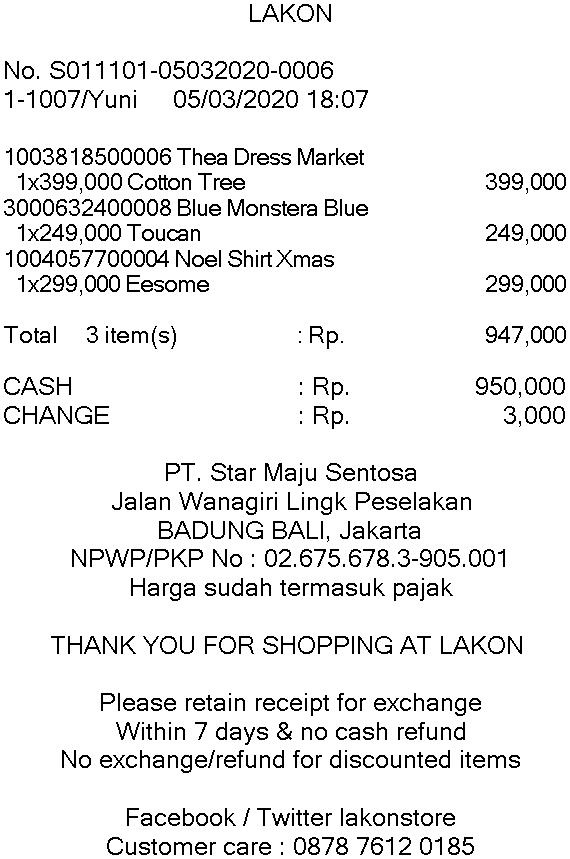 LAKON
No. S011101-05032020-0006
1-1007/Yuni 05/03/2020 18:07
1003818500006 Thea Dress Market
1x399,000 Cotton Tree 399,000
3000632400008 Blue Monstera Blue
1x249,000 Toucan 249,000
1004057700004 Noel Shirt Xmas
1x299,000 Eesome 299,000
Total 3 item(s) : Rp. 947,000
CASH : Rp. 950,000
CHANGE : Rp. 3,000
PT. Star Maju Sentosa
Jalan Wanagiri Lingk Peselakan
BADUNG BALI, Jakarta
NPWP/PKP No : 02.675.678.3-905.001
Harga sudah termasuk pajak
THANK YOU FOR SHOPPING AT LAKON
Please retain receipt for exchange
Within 7 days & no cash refund
No exchange/refund for discounted items
Facebook / Twitter lakonstore
Customer care : 0878 7612 0185